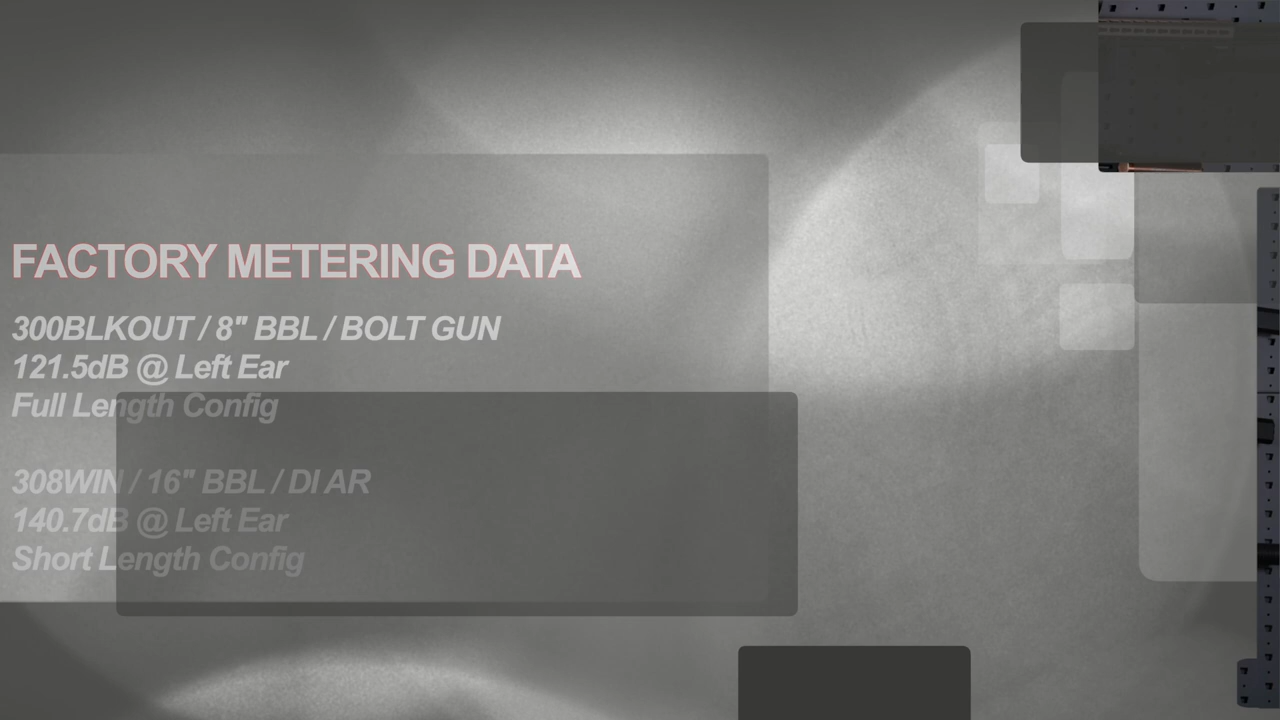 FACTORY METERING DATA
300BLKOUT / 8" BBL / BOLT GUN
121.5dB @ Left Ear
Full Length Config
308WIN / 16" BBL / DI AR
140.7dB @ Left Ear
Short Length Config